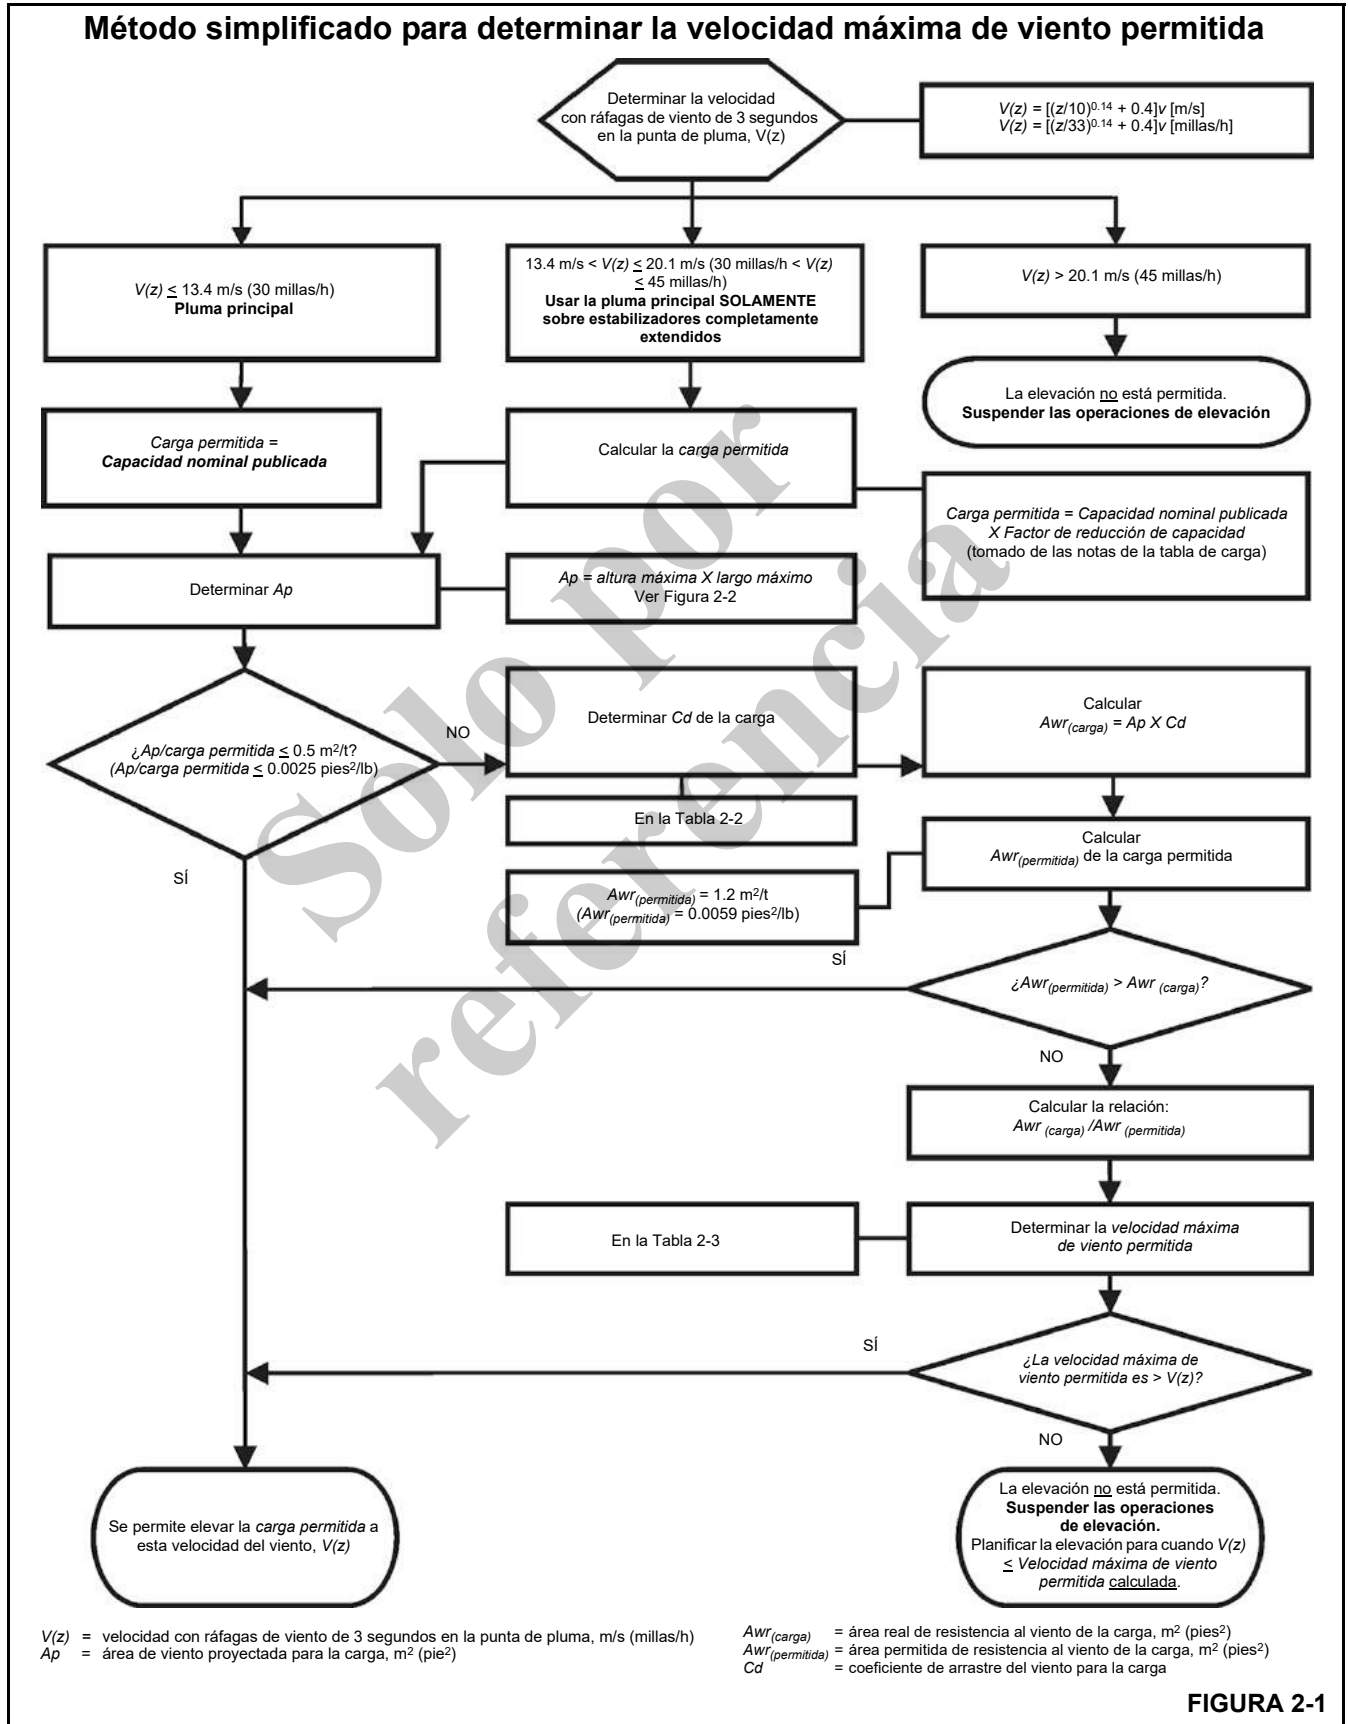 Método simplificado para determinar la velocidad máxima de viento permitida
Determinar la velocidad
con ráfagas de viento de 3 segundos
en la punta de pluma, V(z)
V(z) = [(z/10)^0.14 + 0.4]v [m/s]
V(z) = [(z/33)^0.14 + 0.4]v [millas/h]
V(z) ≤ 13.4 m/s (30 millas/h)
Pluma principal
13.4 m/s < V(z) ≤ 20.1 m/s (30 millas/h < V(z)
≤ 45 millas/h)
Usar la pluma principal SOLAMENTE
sobre estabilizadores completamente
extendidos
V(z) > 20.1 m/s (45 millas/h)
La elevación no está permitida.
Suspender las operaciones de elevación
Carga permitida =
Capacidad nominal publicada
Calcular la carga permitida
Carga permitida = Capacidad nominal publicada
X Factor de reducción de capacidad
(tomado de las notas de la tabla de carga)
Determinar Ap
Ap = altura máxima X largo máximo
Ver Figura 2-2
¿Ap/carga permitida ≤ 0.5 m²/t?
(Ap/carga permitida ≤ 0.0025 pies²/lb)
NO
SÍ
Determinar Cd de la carga
En la Tabla 2-2
Calcular
Awr(carga) = Ap X Cd
Calcular
Awr(permitida) de la carga permitida
Awr(permitida) = 1.2 m²/t
(Awr(permitida) = 0.0059 pies²/lb)
SÍ
¿Awr(permitida) > Awr (carga)?
NO
Calcular la relación:
Awr (carga) /Awr (permitida)
En la Tabla 2-3
Determinar la velocidad máxima
de viento permitida
SÍ
¿La velocidad máxima de
viento permitida es > V(z)?
NO
Se permite elevar la carga permitida a
esta velocidad del viento, V(z)
La elevación no está permitida.
Suspender las operaciones
de elevación.
Planificar la elevación para cuando V(z)
≤ Velocidad máxima de viento
permitida calculada.
V(z) = velocidad con ráfagas de viento de 3 segundos en la punta de pluma, m/s (millas/h)
Ap = área de viento proyectada para la carga, m² (pie²)
Awr(carga) = área real de resistencia al viento de la carga, m² (pies²)
Awr(permitida) = área permitida de resistencia al viento de la carga, m² (pies²)
Cd = coeficiente de arrastre del viento para la carga
FIGURA 2-1
Solo por
referencia